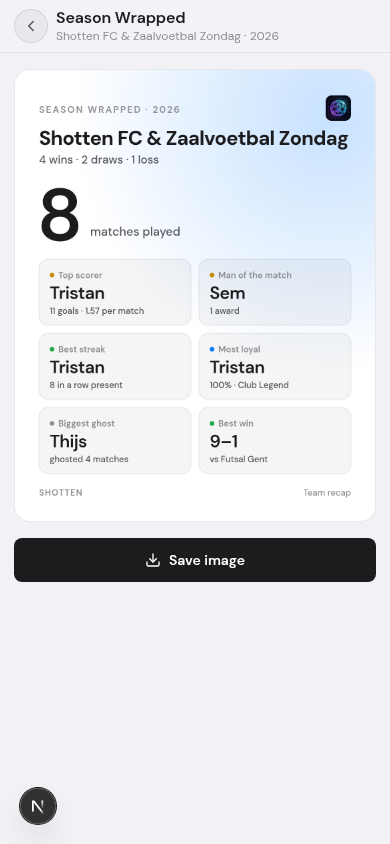 Season Wrapped
Shotten FC & Zaalvoetbal Zondag · 2026
SEASON WRAPPED · 2026
Shotten FC & Zaalvoetbal Zondag
4 wins · 2 draws · 1 loss
8 matches played
Top scorer
Tristan
11 goals · 1.57 per match
Man of the match
Sem
1 award
Best streak
Tristan
8 in a row present
Most loyal
Tristan
100% · Club Legend
Biggest ghost
Thijs
ghosted 4 matches
Best win
9–1
vs Futsal Gent
SHOTTEN
Team recap
Save image
N